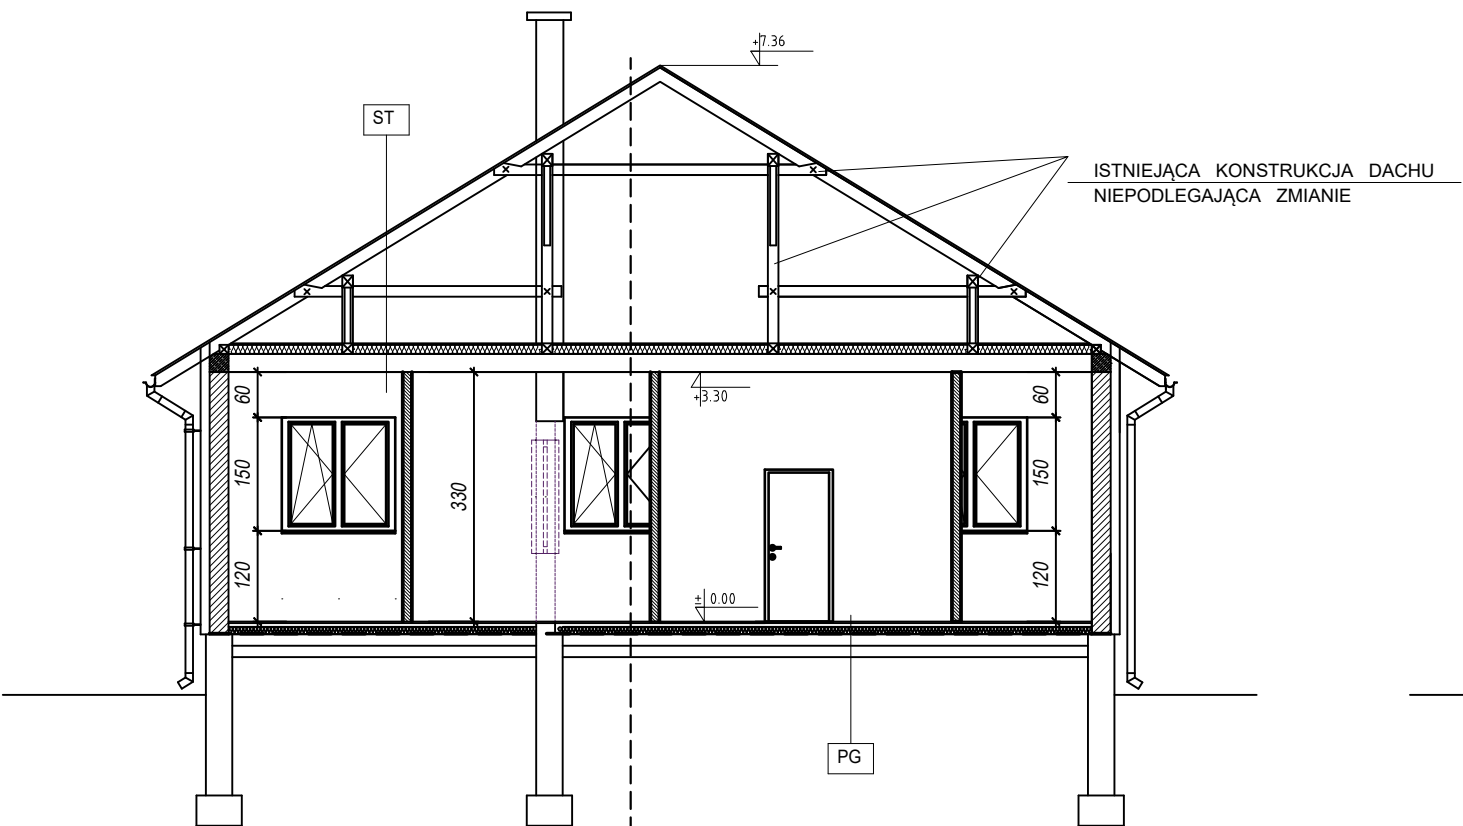 +7.36
ST
ISTNIEJĄCA KONSTRUKCJA DACHU
NIEPODLEGAJĄCA ZMIANIE
60
150
120
330
+3.30
± 0.00
60
150
120
PG